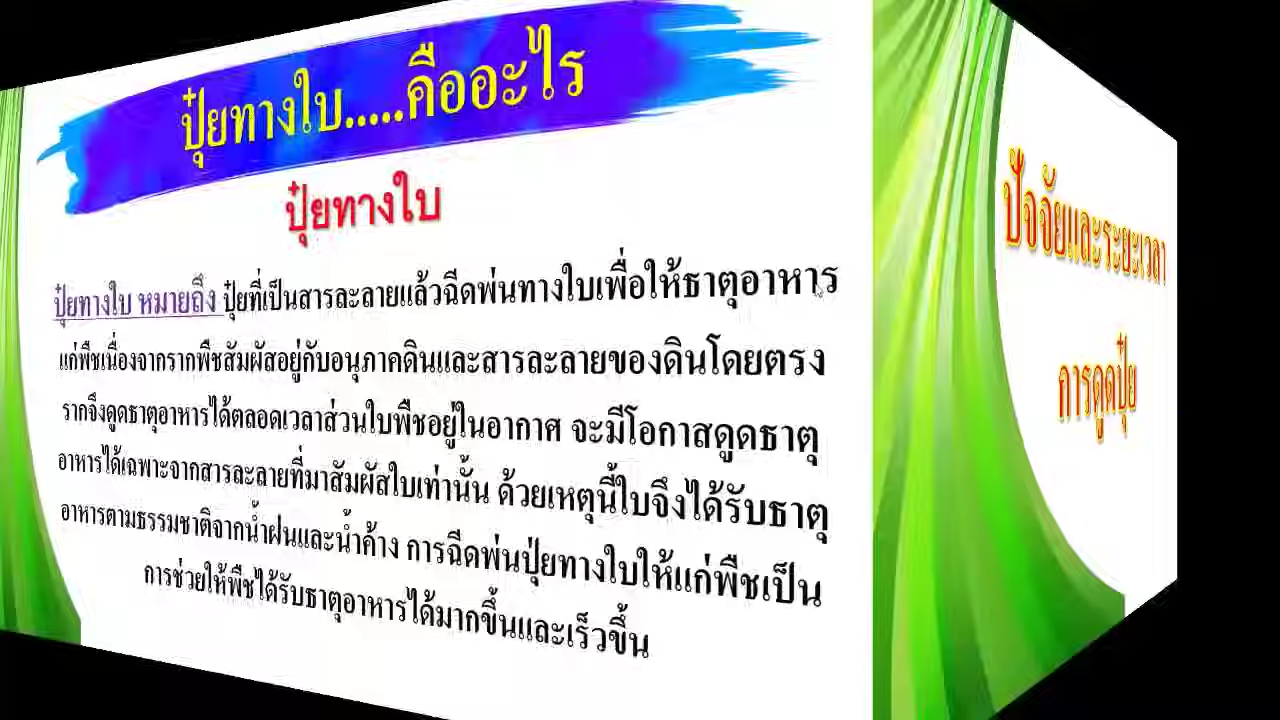 ปุ๋ยทางใบ.....คืออะไร
ปุ๋ยทางใบ
ปุ๋ยทางใบ หมายถึง ปุ๋ยที่เป็นสารละลายแล้วฉีดพ่นทางใบเพื่อให้ธาตุอาหาร
แก่พืชเนื่องจากรากพืชสัมผัสอยู่กับอนุภาคดินและสารละลายของดินโดยตรง
รากจึงดูดธาตุอาหารได้ตลอดเวลาส่วนใบพืชอยู่ในอากาศ จะมีโอกาสดูดธาตุ
อาหารได้เฉพาะจากสารละลายที่มาสัมผัสใบเท่านั้น ด้วยเหตุนี้ใบจึงได้รับธาตุ
อาหารตามธรรมชาติจากน้ำฝนและน้ำค้าง การฉีดพ่นปุ๋ยทางใบให้แก่พืชเป็น
การช่วยให้พืชได้รับธาตุอาหารได้มากขึ้นและเร็วขึ้น
ปัจจัยและระยะเวลา
การดูดปุ๋ย